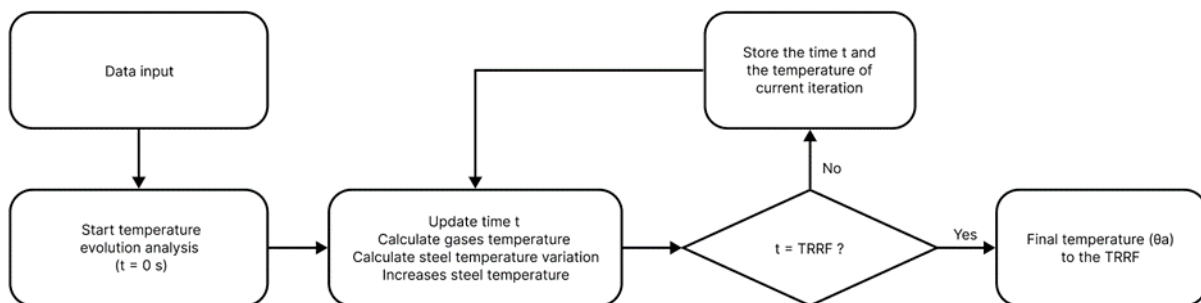 Data input
Start temperature
evolution analysis
(t = 0 s)
Update time t
Calculate gases temperature
Calculate steel temperature variation
Increases steel temperature
t = TRRF ?
No
Store the time t and
the temperature of
current iteration
Yes
Final temperature (θa)
to the TRRF